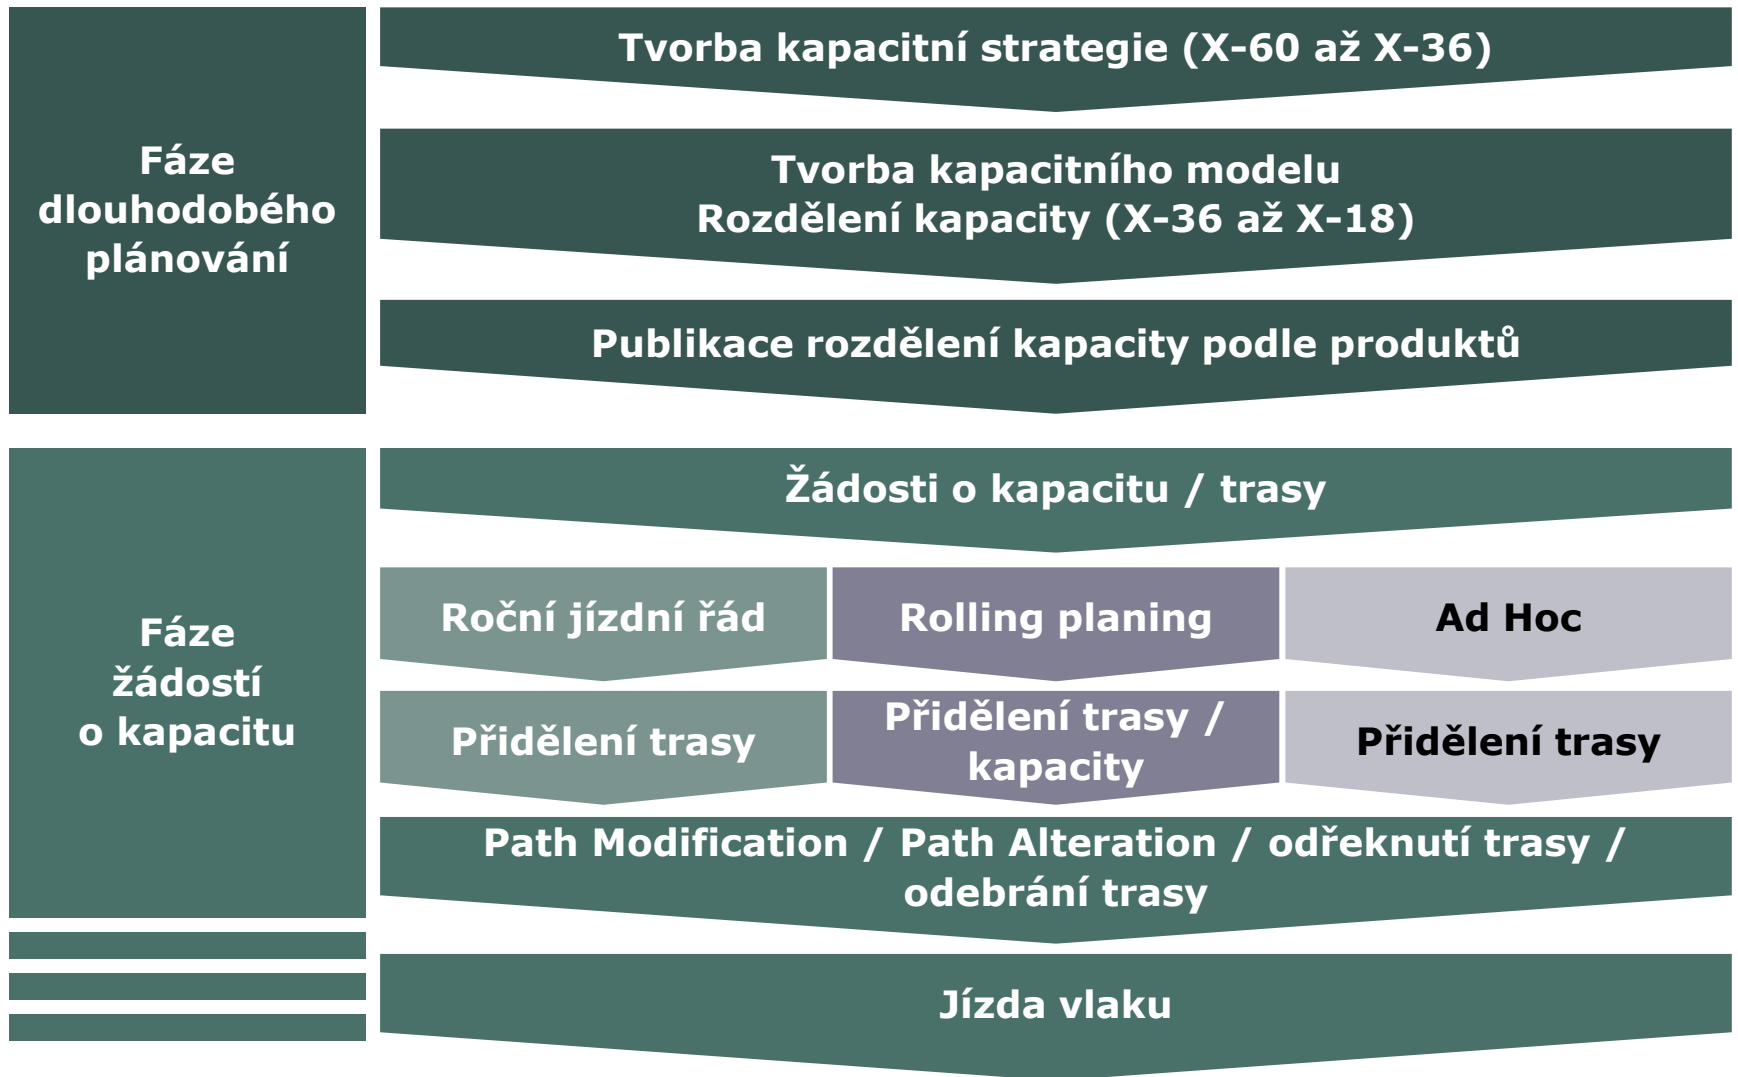 Fáze
dlouhodobého
plánování
Tvorba kapacitní strategie (X-60 až X-36)
Tvorba kapacitního modelu
Rozdělení kapacity (X-36 až X-18)
Publikace rozdělení kapacity podle produktů
Fáze
žádostí
o kapacitu
Žádosti o kapacitu / trasy
Roční jízdní řád
Rolling planing
Ad Hoc
Přidělení trasy
Přidělení trasy /
kapacity
Přidělení trasy
Path Modification / Path Alteration / odřeknutí trasy /
odebrání trasy
Jízda vlaku